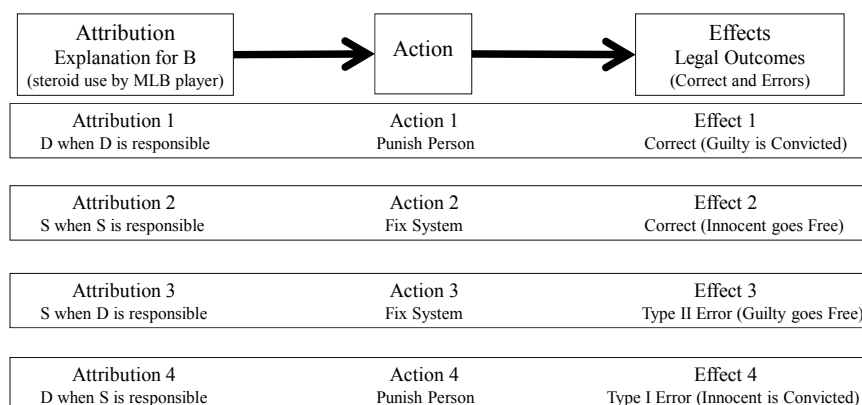 Attribution
Explanation for B
(steroid use by MLB player)
Action
Effects
Legal Outcomes
(Correct and Errors)
Attribution 1
D when D is responsible
Action 1
Punish Person
Effect 1
Correct (Guilty is Convicted)
Attribution 2
S when S is responsible
Action 2
Fix System
Effect 2
Correct (Innocent goes Free)
Attribution 3
S when D is responsible
Action 3
Fix System
Effect 3
Type II Error (Guilty goes Free)
Attribution 4
D when S is responsible
Action 4
Punish Person
Effect 4
Type I Error (Innocent is Convicted)